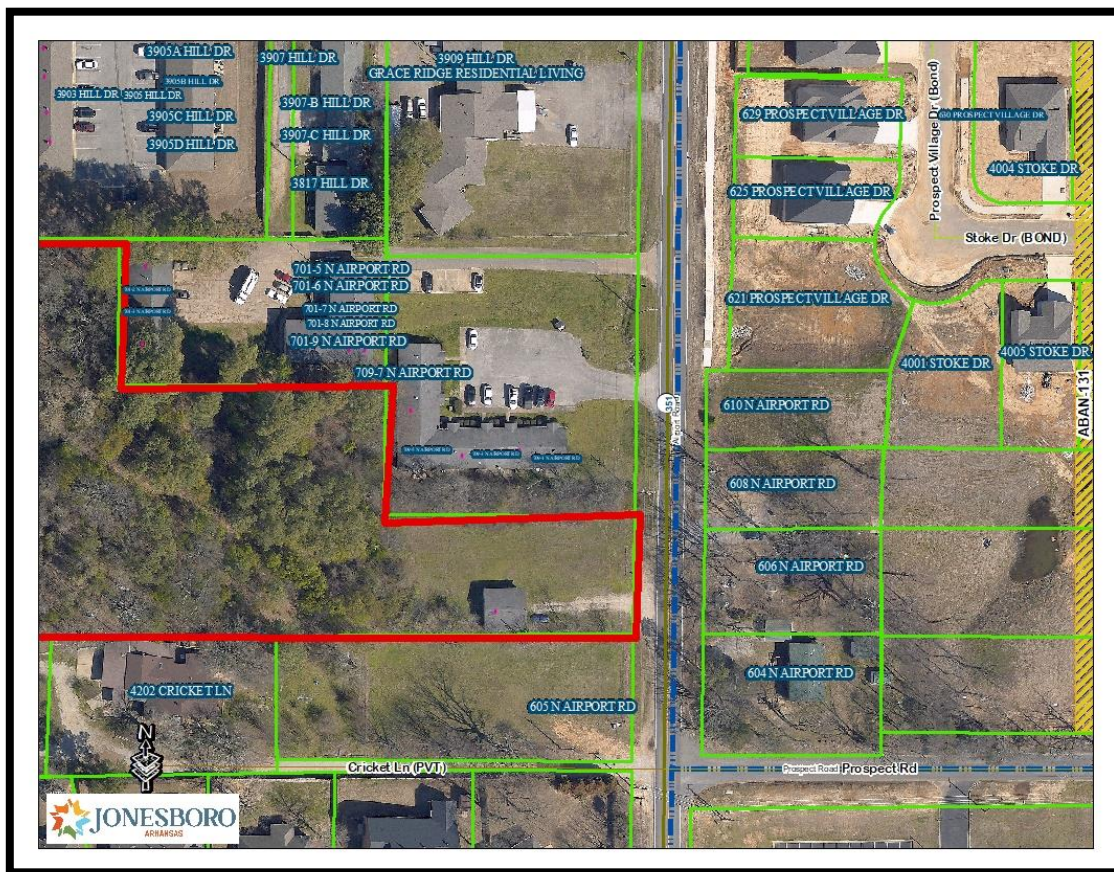 3905A HILL DR
3907 HILL DR
3909 HILL DR
GRACE RIDGE RESIDENTIAL LIVING
3905B HILL DR
3903 HILL DR
3905 HILL DR
3907-B HILL DR
3905C HILL DR
3907-C HILL DR
3905D HILL DR
3817 HILL DR
629 PROSPECT VILLAGE DR
630 PROSPECT VILLAGE DR
Prospect Village Dr (Bond)
4004 STOKE DR
625 PROSPECT VILLAGE DR
Stoke Dr (BOND)
701-5 N AIRPORT RD
701-6 N AIRPORT RD
701-7 N AIRPORT RD
701-8 N AIRPORT RD
701-9 N AIRPORT RD
621 PROSPECT VILLAGE DR
4001 STOKE DR
4005 STOKE DR
709-7 N AIRPORT RD
351
Airport Road
610 N AIRPORT RD
ABAN-131
608 N AIRPORT RD
606 N AIRPORT RD
604 N AIRPORT RD
4202 CRICKET LN
605 N AIRPORT RD
N
Cricket Ln (PVT)
Prospect Road
Prospect Rd
JONESBORO
ARKANSAS